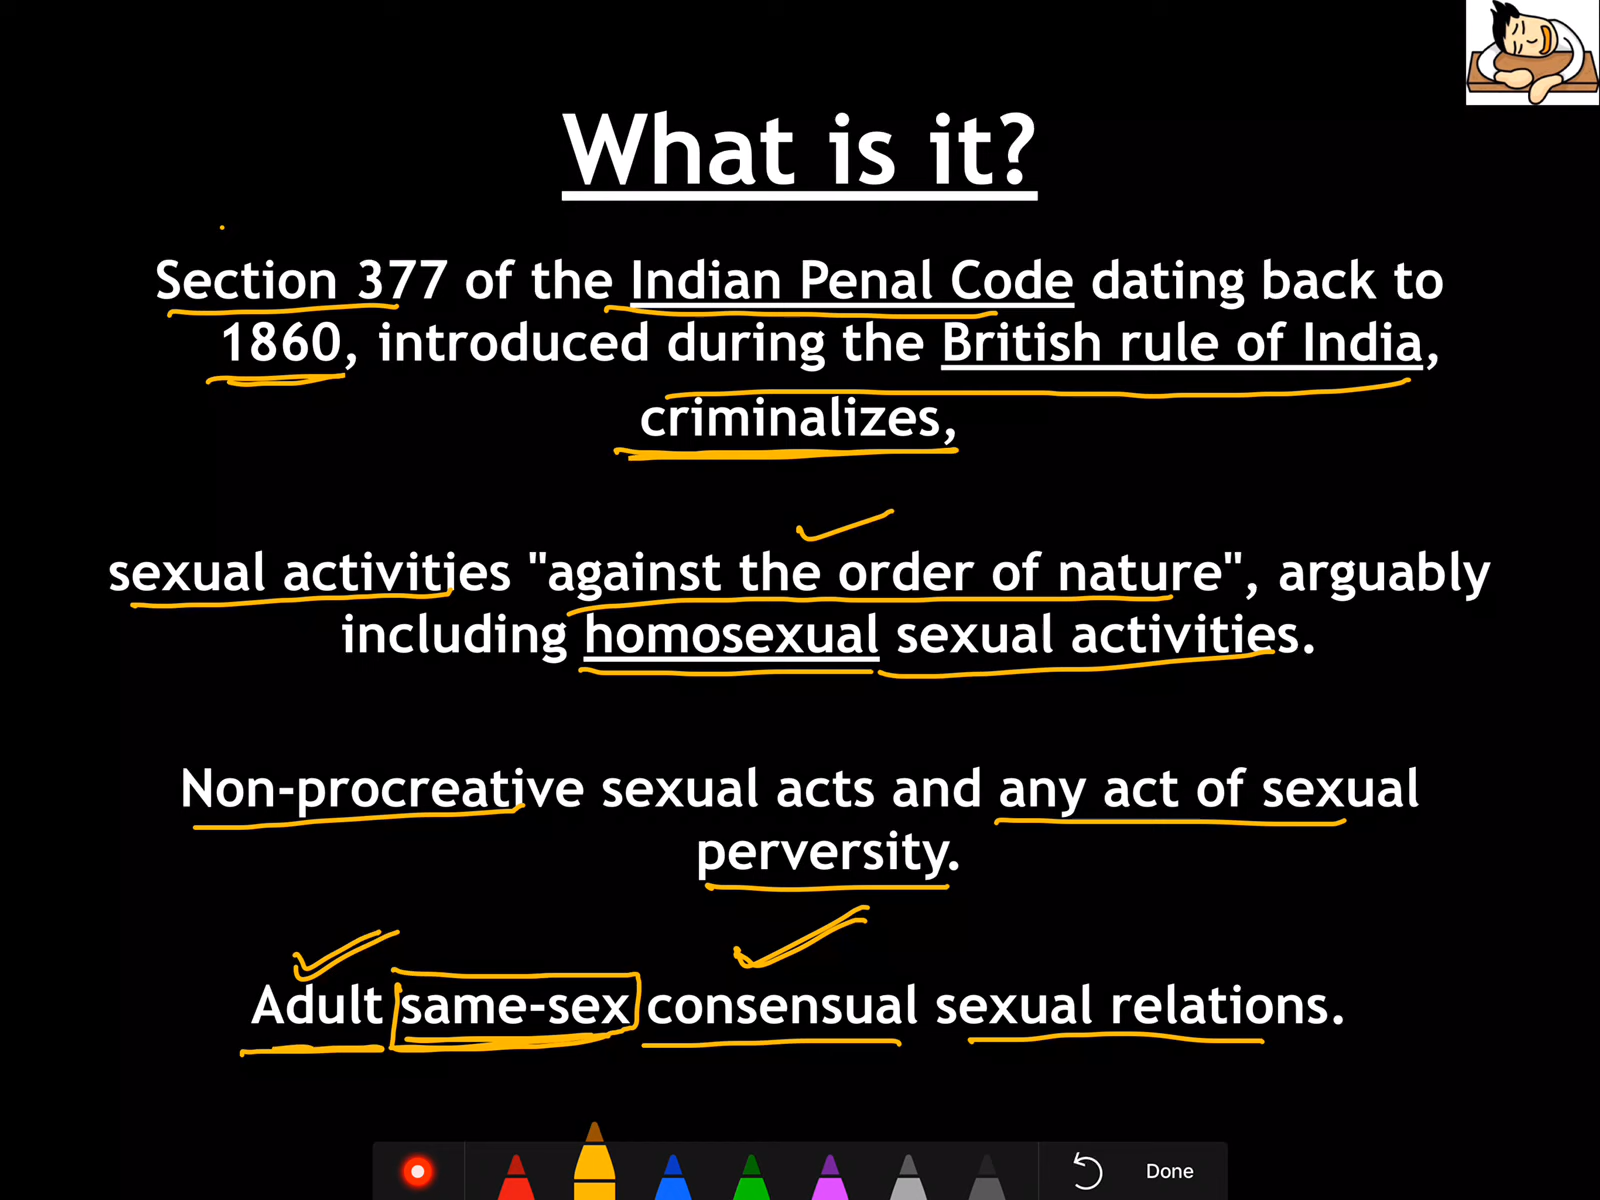 What is it?
Section 377 of the Indian Penal Code dating back to
1860, introduced during the British rule of India,
criminalizes,
sexual activities "against the order of nature", arguably
including homosexual sexual activities.
Non-procreative sexual acts and any act of sexual
perversity.
Adult same-sex consensual sexual relations.
Done